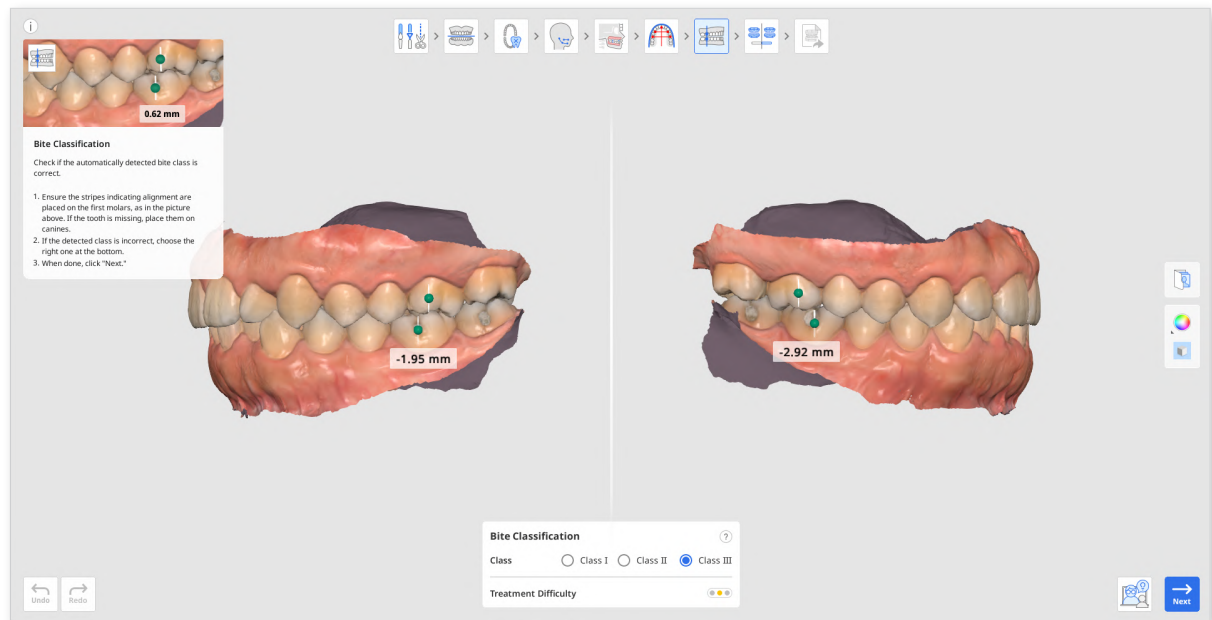 i
0.62 mm
Bite Classification
Check if the automatically detected bite class is
correct.
1. Ensure the stripes indicating alignment are
placed on the first molars, as in the picture
above. If the tooth is missing, place them on
canines.
2. If the detected class is incorrect, choose the
right one at the bottom.
3. When done, click "Next."
-1.95 mm
-2.92 mm
Bite Classification ?
Class Class I Class II Class III
Treatment Difficulty
Undo Redo
Next